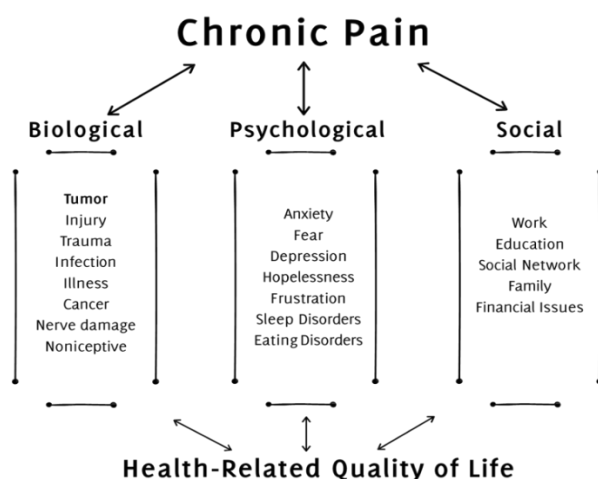 Chronic Pain
Biological
Psychological
Social
Tumor
Injury
Trauma
Infection
Illness
Cancer
Nerve damage
Noniceptive
Anxiety
Fear
Depression
Hopelessness
Frustration
Sleep Disorders
Eating Disorders
Work
Education
Social Network
Family
Financial Issues
Health-Related Quality of Life